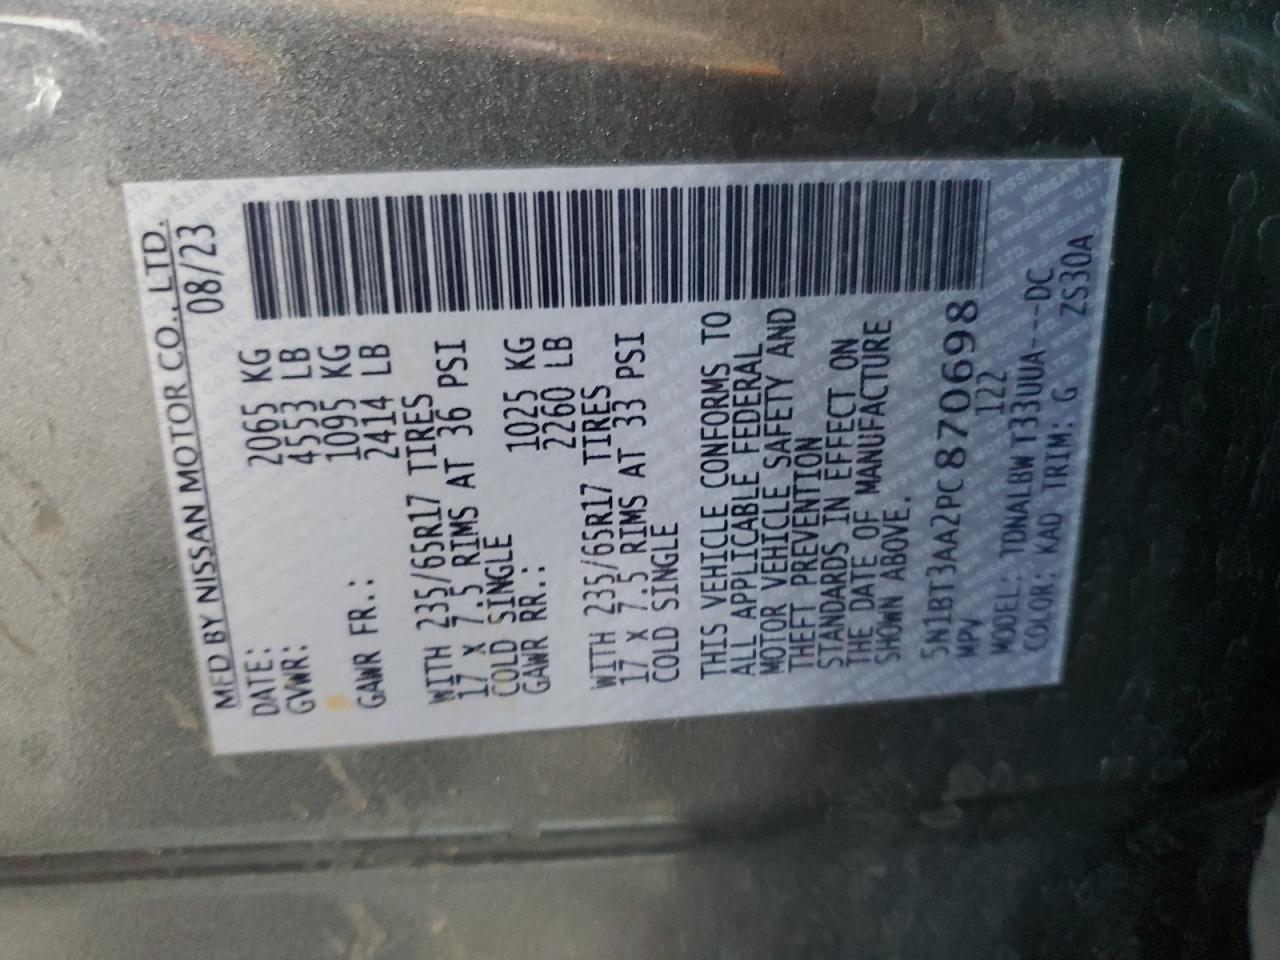 MFD BY NISSAN MOTOR CO., LTD.
DATE: 08/23
GVWR: 2065 KG
4553 LB
1095 KG
GAWR FR.: 2414 LB
WITH 235/65R17 TIRES
17 X 7.5 RIMS AT 36 PSI
COLD SINGLE
GAWR RR.: 1025 KG
2260 LB
WITH 235/65R17 TIRES
17 X 7.5 RIMS AT 33 PSI
COLD SINGLE
THIS VEHICLE CONFORMS TO
ALL APPLICABLE FEDERAL
MOTOR VEHICLE SAFETY AND
THEFT PREVENTION
STANDARDS IN EFFECT ON
THE DATE OF MANUFACTURE
SHOWN ABOVE.
5N1BT3AA2PC870698
MPV 122
MODEL: TDNALBWT33UUA---DC
COLOR: KAD TRIM: G ZS30A